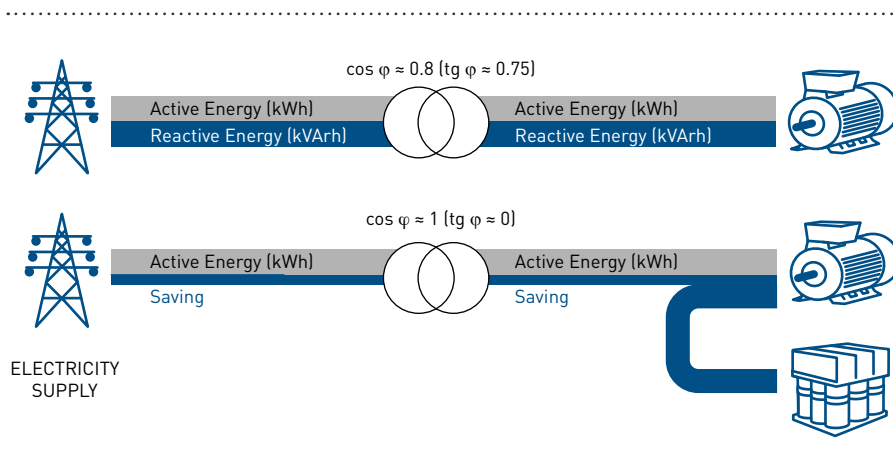 cos φ ≈ 0.8 (tg φ ≈ 0.75)
Active Energy (kWh)
Active Energy (kWh)
Reactive Energy (kVArh)
Reactive Energy (kVArh)
cos φ ≈ 1 (tg φ ≈ 0)
Active Energy (kWh)
Active Energy (kWh)
Saving
Saving
ELECTRICITY
SUPPLY